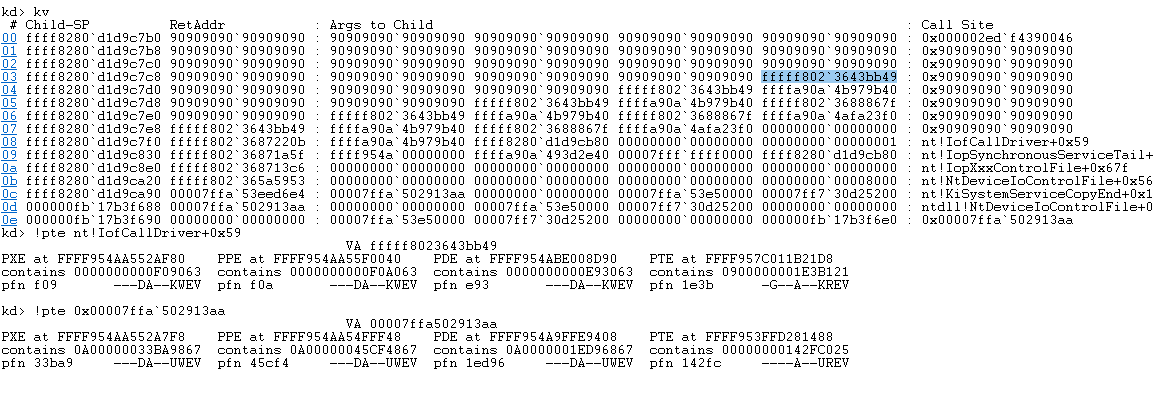 kd> kv
 # Child-SP          RetAddr           : Args to Child                                                           : Call Site
00 ffff8280`d1d9c7b0 90909090`90909090 : 90909090`90909090 90909090`90909090 90909090`90909090 90909090`90909090 : 0x000002ed`f4390046
01 ffff8280`d1d9c7b8 90909090`90909090 : 90909090`90909090 90909090`90909090 90909090`90909090 90909090`90909090 : 0x90909090`90909090
02 ffff8280`d1d9c7c0 90909090`90909090 : 90909090`90909090 90909090`90909090 90909090`90909090 90909090`90909090 : 0x90909090`90909090
03 ffff8280`d1d9c7c8 90909090`90909090 : 90909090`90909090 90909090`90909090 90909090`90909090 fffff802`3643bb49 : 0x90909090`90909090
04 ffff8280`d1d9c7d0 90909090`90909090 : 90909090`90909090 90909090`90909090 fffff802`3643bb49 ffffa90a`4b979b40 : 0x90909090`90909090
05 ffff8280`d1d9c7d8 90909090`90909090 : 90909090`90909090 fffff802`3643bb49 ffffa90a`4b979b40 fffff802`3688867f : 0x90909090`90909090
06 ffff8280`d1d9c7e0 90909090`90909090 : fffff802`3643bb49 ffffa90a`4b979b40 fffff802`3688867f ffffa90a`4afa23f0 : 0x90909090`90909090
07 ffff8280`d1d9c7e8 fffff802`3643bb49 : ffffa90a`4b979b40 fffff802`3688867f ffffa90a`4afa23f0 00000000`00000000 : 0x90909090`90909090
08 ffff8280`d1d9c7f0 fffff802`3687220b : ffffa90a`4b979b40 ffff8280`d1d9cb80 00000000`00000000 00000000`00000001 : nt!IofCallDriver+0x59
09 ffff8280`d1d9c830 fffff802`36871a5f : ffff954a`00000000 ffffa90a`493d2e40 00007fff`ffff0000 ffff8280`d1d9cb80 : nt!IopSynchronousServiceTail+
0a ffff8280`d1d9c8e0 fffff802`368713c6 : 00000000`00000000 00000000`00000000 00000000`00000000 00000000`00000000 : nt!IopXxxControlFile+0x67f
0b ffff8280`d1d9ca20 fffff802`365a5953 : 00000000`00000000 00000000`00000000 00000000`00000000 00000000`00008000 : nt!NtDeviceIoControlFile+0x56
0c ffff8280`d1d9ca90 00007ffa`53eed6e4 : 00007ffa`502913aa 00000000`00000000 00007ffa`53e50000 00007ff7`30d25200 : nt!KiSystemServiceCopyEnd+0x1
0d 000000fb`17b3f688 00007ffa`502913aa : 00000000`00000000 00007ffa`53e50000 00007ff7`30d25200 00000000`00000000 : ntdll!NtDeviceIoControlFile+0
0e 000000fb`17b3f690 00000000`00000000 : 00007ffa`53e50000 00007ff7`30d25200 00000000`00000000 000000fb`17b3f6e0 : 0x00007ffa`502913aa
kd> !pte nt!IofCallDriver+0x59
VA fffff8023643bb49
PXE at FFFF954AA552AF80    PPE at FFFF954AA55F0040    PDE at FFFF954ABE008D90    PTE at FFFF957C011B21D8
contains 0000000000F09063  contains 0000000000F0A063  contains 0000000000E93063  contains 0900000001E3B121
pfn f09       ---DA--KWEV  pfn f0a       ---DA--KWEV  pfn e93       ---DA--KWEV  pfn 1e3b      -G--A--KREV
kd> !pte 0x00007ffa`502913aa
VA 00007ffa502913aa
PXE at FFFF954AA552A7F8    PPE at FFFF954AA54FFF48    PDE at FFFF954A9FFE9408    PTE at FFFF953FFD281488
contains 0A00000033BA9867  contains 0A00000045CF4867  contains 0A0000001ED96867  contains 00000000142FC025
pfn 33ba9     ---DA--UWEV  pfn 45cf4     ---DA--UWEV  pfn 1ed96     ---DA--UWEV  pfn 142fc     ----A--UREV